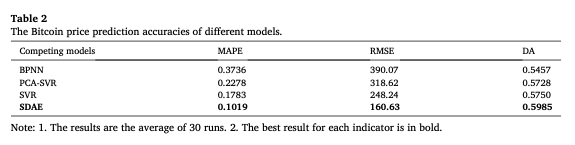 Table 2
The Bitcoin price prediction accuracies of different models.
Competing models MAPE RMSE DA
BPNN 0.3736 390.07 0.5457
PCA-SVR 0.2278 318.62 0.5728
SVR 0.1783 248.24 0.5750
SDAE 0.1019 160.63 0.5985
Note: 1. The results are the average of 30 runs. 2. The best result for each indicator is in bold.